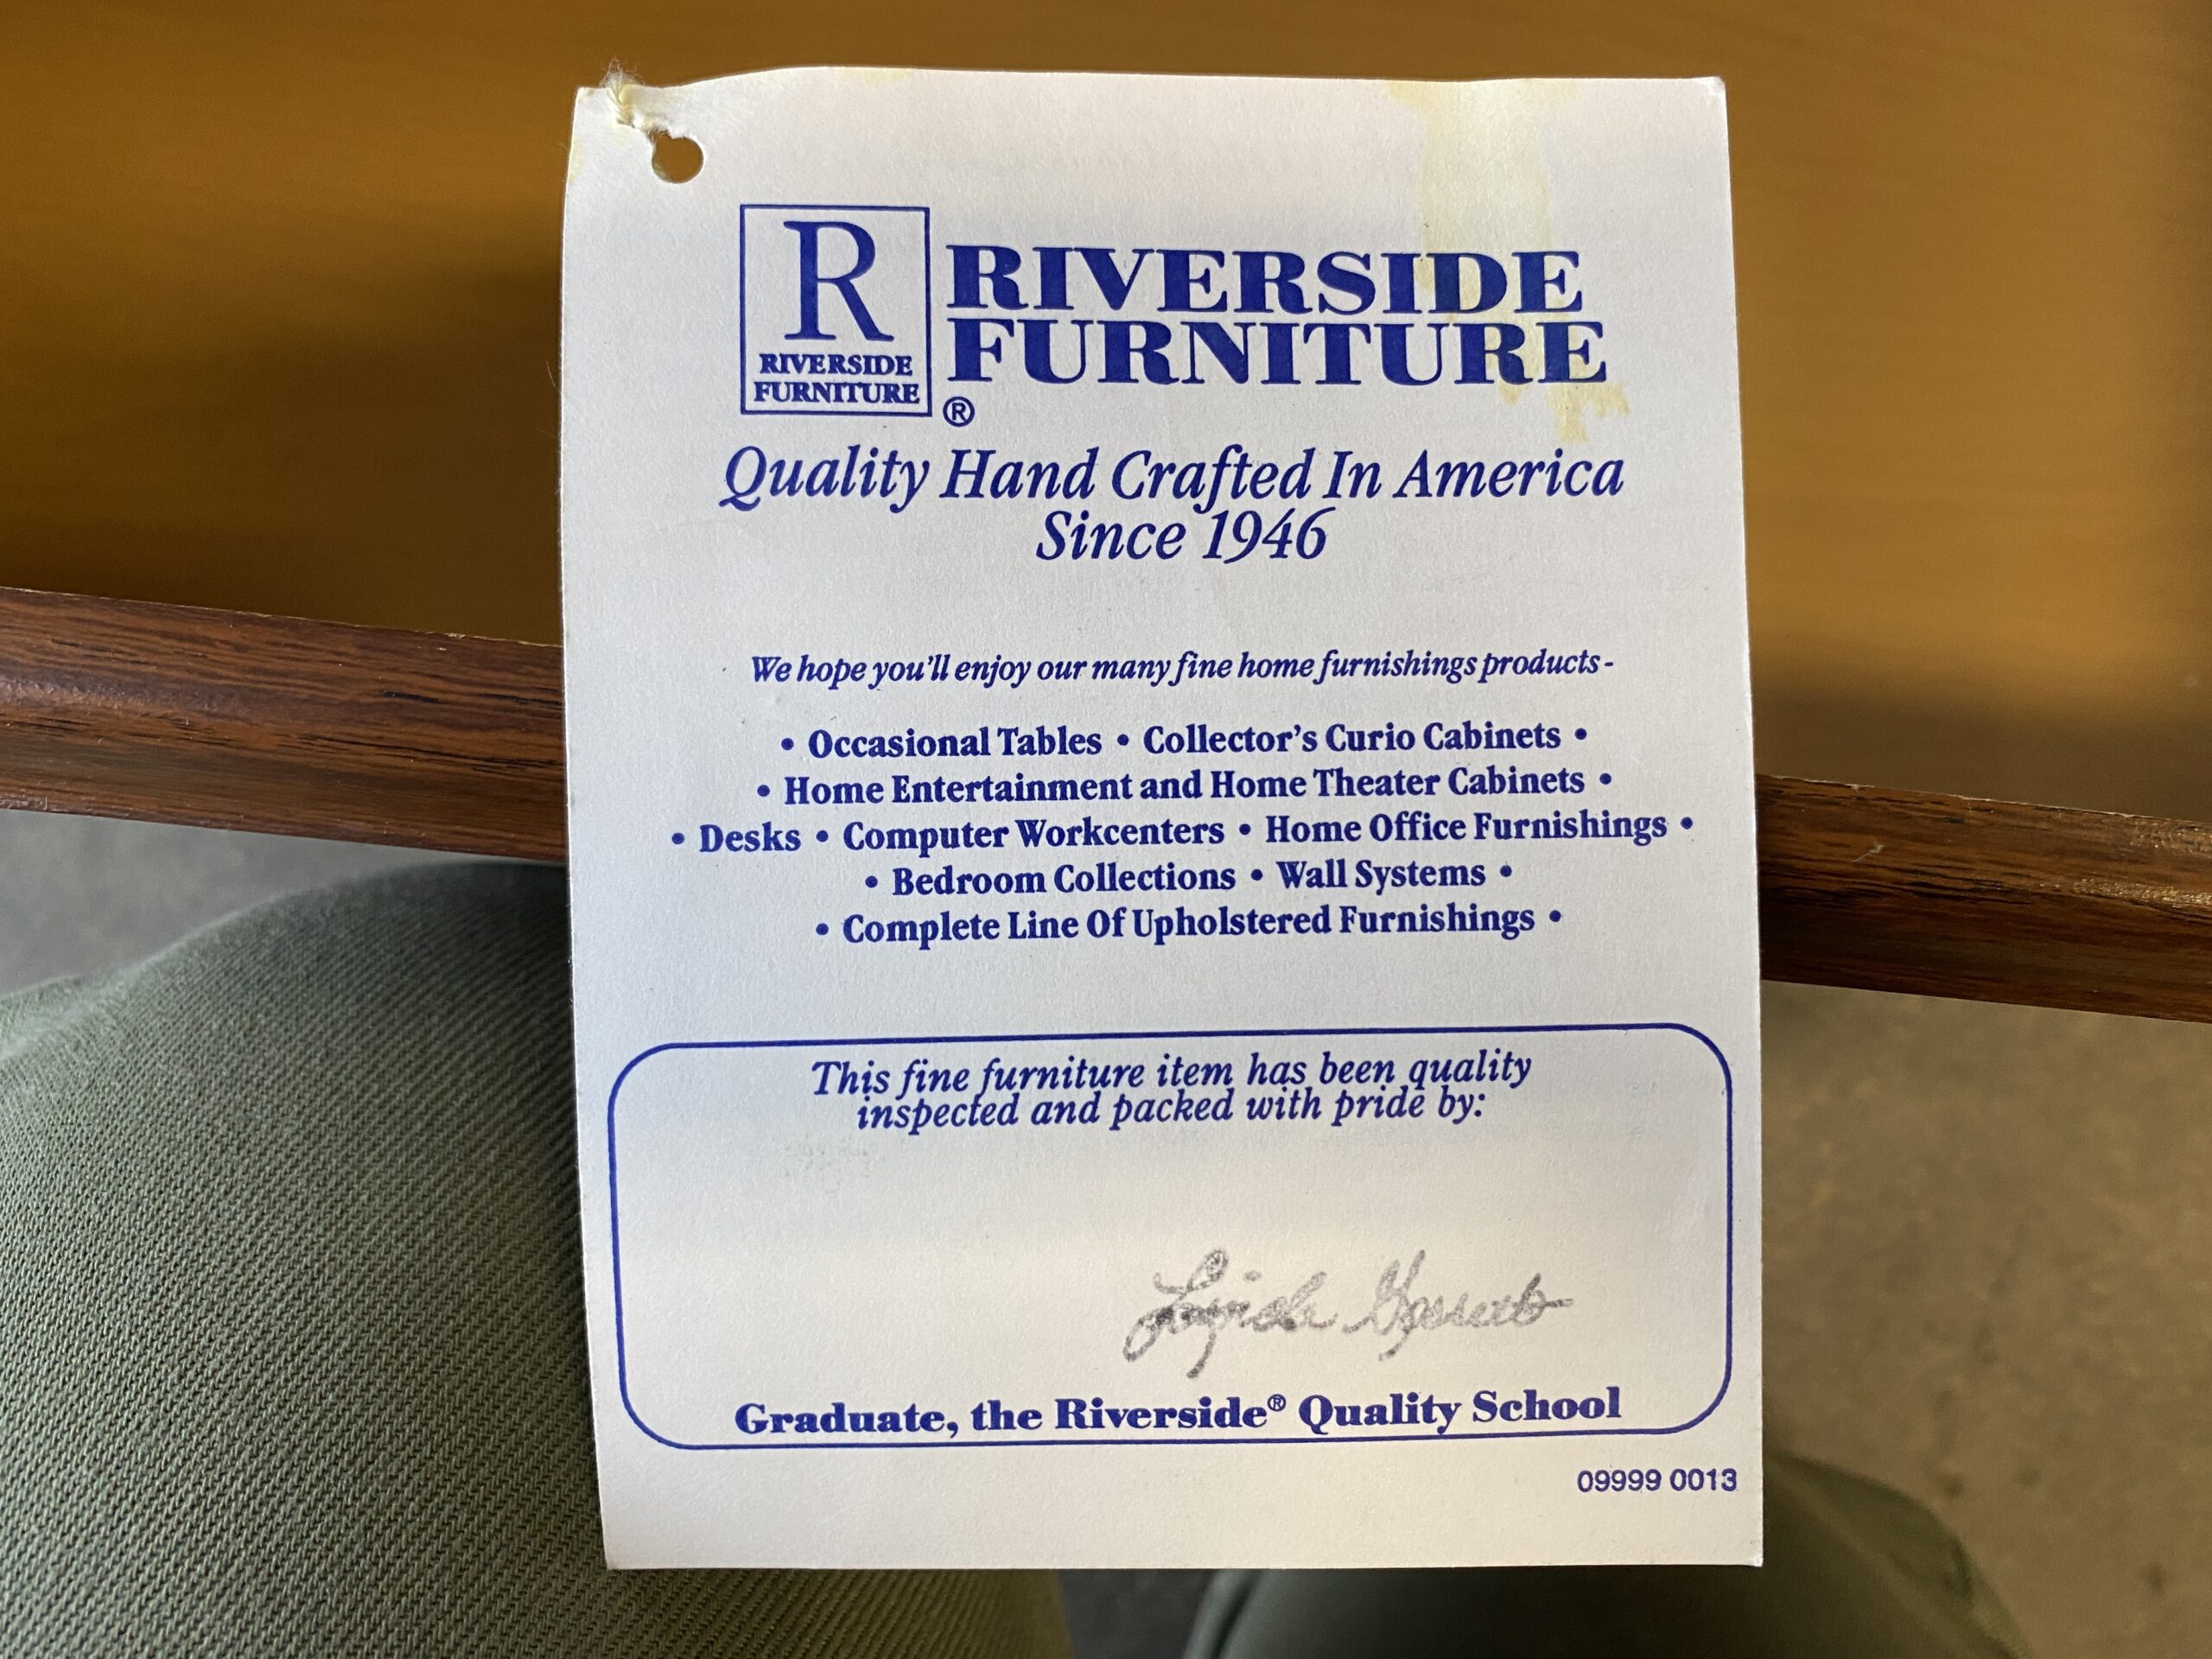 R
RIVERSIDE
FURNITURE
®
RIVERSIDE
FURNITURE
Quality Hand Crafted In America
Since 1946
We hope you'll enjoy our many fine home furnishings products -
• Occasional Tables • Collector's Curio Cabinets •
• Home Entertainment and Home Theater Cabinets •
• Desks • Computer Workcenters • Home Office Furnishings •
• Bedroom Collections • Wall Systems •
• Complete Line Of Upholstered Furnishings •
This fine furniture item has been quality
inspected and packed with pride by:
Linda
Graduate, the Riverside® Quality School
09999 0013